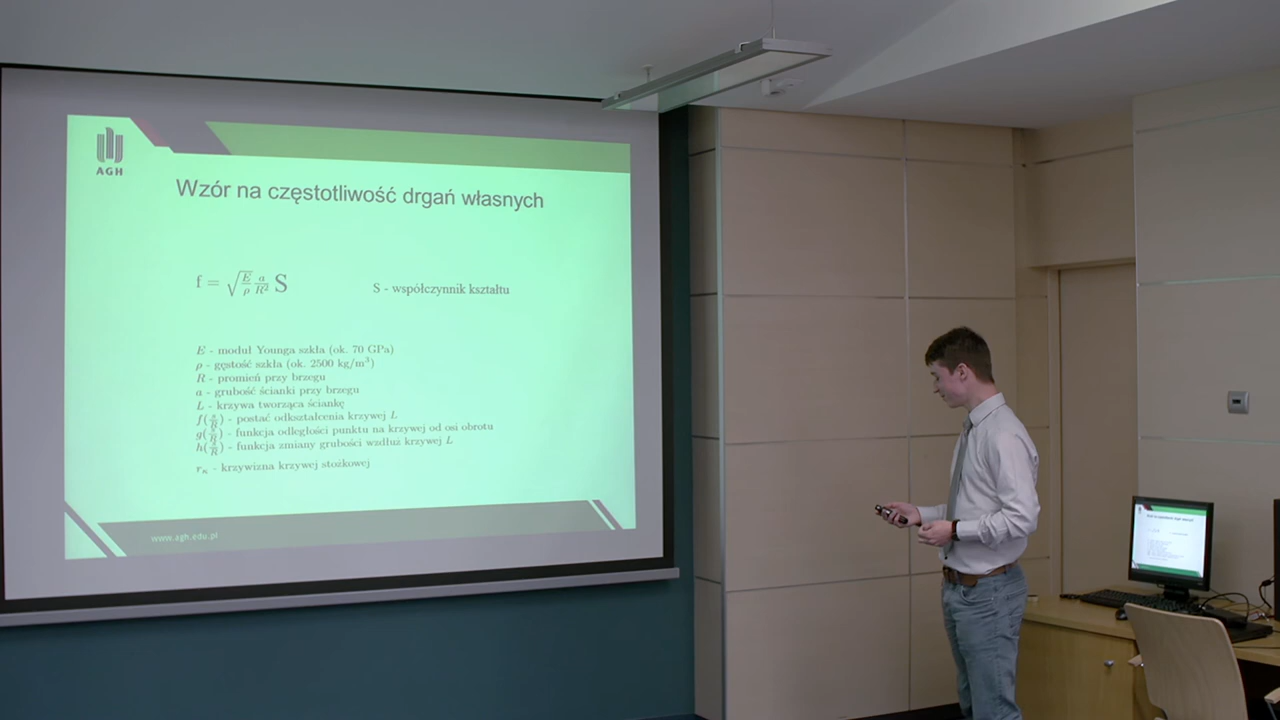 AGH
Wzór na częstotliwość drgań własnych
f = √(E/ρ) a/R² S
S - współczynnik kształtu
E - moduł Younga szkła (ok. 70 GPa)
ρ - gęstość szkła (ok. 2500 kg/m³)
R - promień przy brzegu
a - grubość ścianki przy brzegu
L - krzywa tworząca ściankę
f(s/R) - postać odkształcenia krzywej L
g(s/R) - funkcja odległości punktu na krzywej od osi obrotu
h(s/R) - funkcja zmiany grubości wzdłuż krzywej L
rκ - krzywizna krzywej stożkowej
www.agh.edu.pl